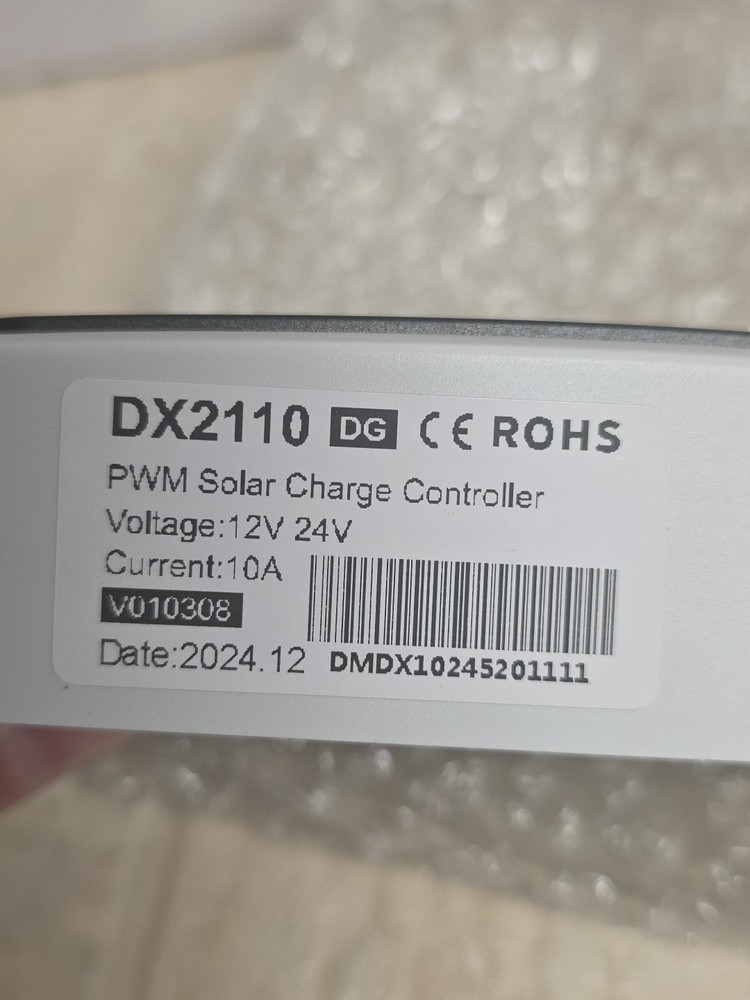 DX2110 DG CE ROHS
PWM Solar Charge Controller
Voltage:12V 24V
Current:10A
V010308
Date:2024.12
DMDX10245201111